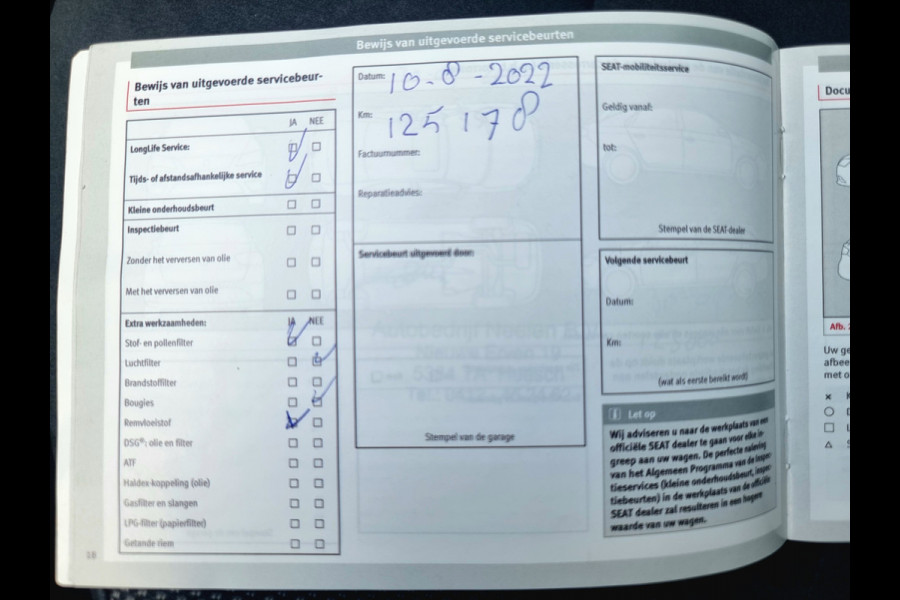 Bewijs van uitgevoerde servicebeurten
Bewijs van uitgevoerde servicebeur-
ten
JA NEE
LongLife Service:
Tijds- of afstandsafhankelijke service
Kleine onderhoudsbeurt
Inspectiebeurt
Zonder het verversen van olie
Met het verversen van olie
Extra werkzaamheden: JA NEE
Stof- en pollenfilter
Luchtfilter
Brandstoffilter
Bougies
Remvloeistof
DSG®: olie en filter
ATF
Haldex-koppeling (olie)
Gasfilter en slangen
LPG-filter (papierfilter)
Getande riem
Datum: 10-8-2022
Km: 125 178
Factuurnummer:
Reparatieadvies:
Servicebeurt uitgevoerd door:
Stempel van de garage
SEAT-mobiliteitsservice
Geldig vanaf:
tot:
Stempel van de SEAT-dealer
Volgende servicebeurt
Datum:
Km:
(wat als eerste bereikt wordt)
Let op
Wij adviseren u naar de werkplaats van een
officiële SEAT dealer te gaan voor elke in-
greep aan uw wagen. De perfecte naleving
van het Algemeen Programma van de inspec-
tieservices (kleine onderhoudsbeurt, inspec-
tiebeurten) in de werkplaats van de officiële
SEAT dealer zal resulteren in een hogere
waarde van uw wagen.
18
Docu
Afb.
Uw ge
afbee
met o